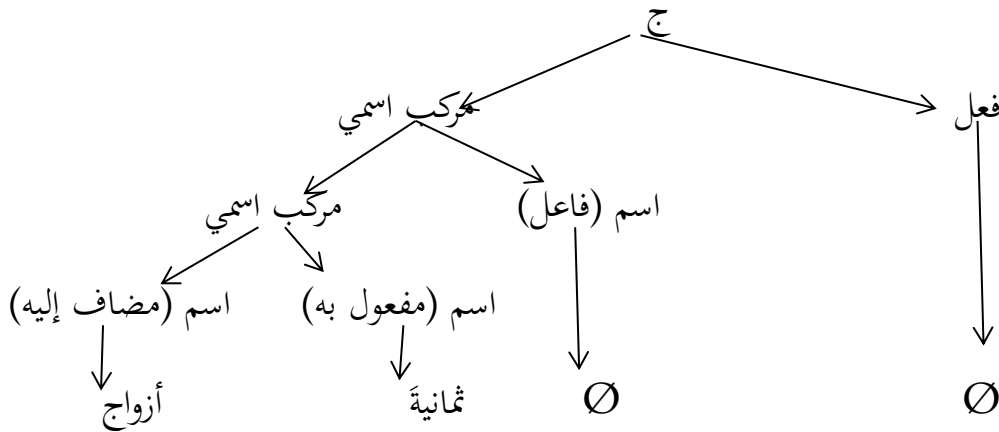 ج
فعل مركب اسمي
اسم (فاعل) مركب اسمي
اسم (مفعول به) اسم (مضاف إليه)
Ø Ø ثمانيةَ أزواج